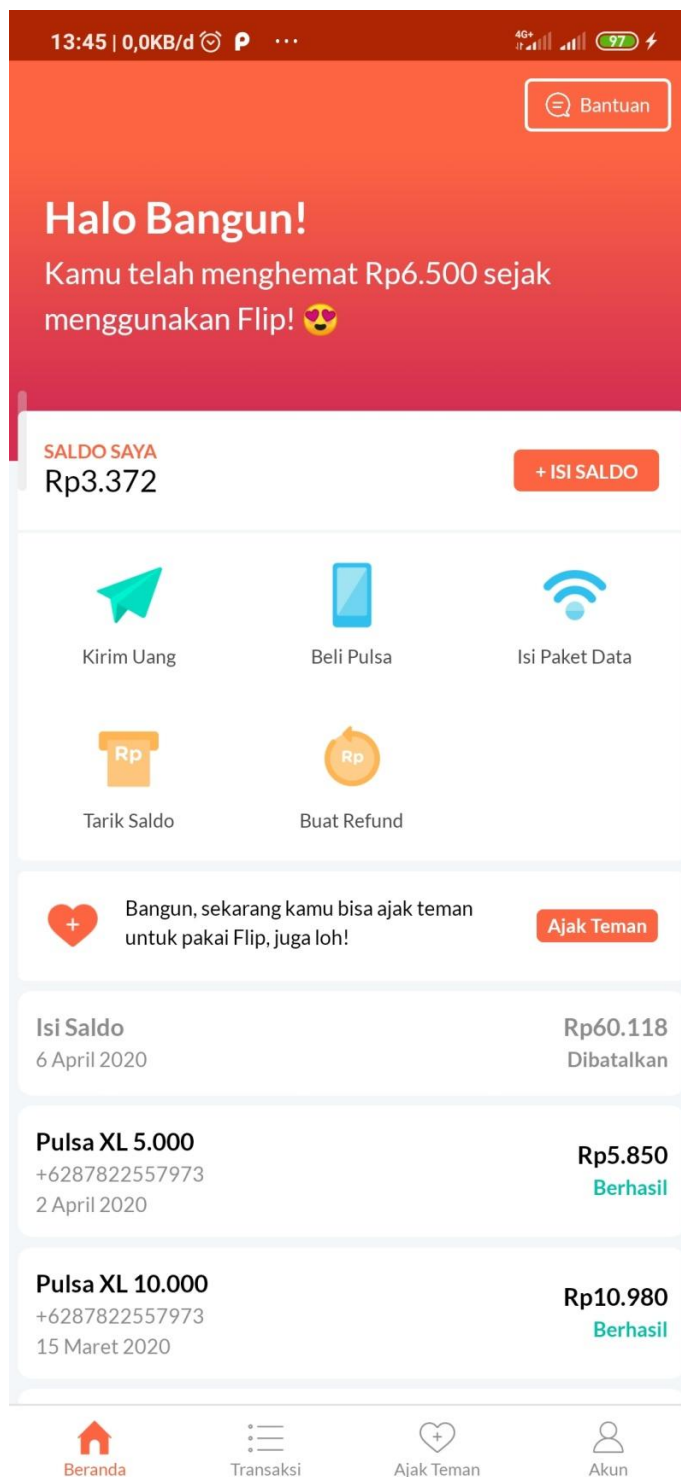 13:45 | 0,0KB/d
4G+
97
Bantuan
Halo Bangun!
Kamu telah menghemat Rp6.500 sejak
menggunakan Flip! 😍
SALDO SAYA
Rp3.372
+ ISI SALDO
Kirim Uang
Beli Pulsa
Isi Paket Data
Rp
Rp
Tarik Saldo
Buat Refund
Bangun, sekarang kamu bisa ajak teman
untuk pakai Flip, juga loh!
Ajak Teman
Isi Saldo
Rp60.118
6 April 2020
Dibatalkan
Pulsa XL 5.000
Rp5.850
+6287822557973
Berhasil
2 April 2020
Pulsa XL 10.000
Rp10.980
+6287822557973
Berhasil
15 Maret 2020
Beranda
Transaksi
Ajak Teman
Akun